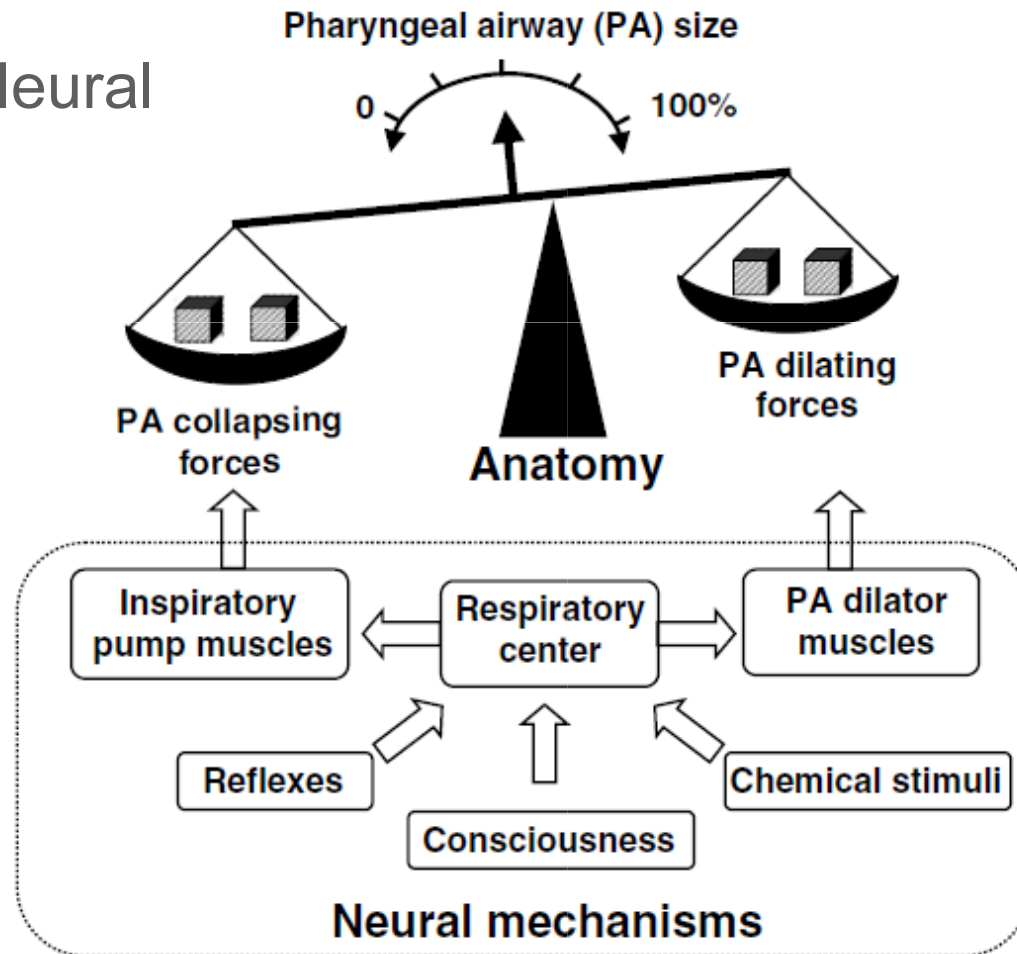 Pharyngeal airway (PA) size
Neural
0
100%
PA collapsing
forces
PA dilating
forces
Anatomy
Inspiratory
pump muscles
Respiratory
center
PA dilator
muscles
Reflexes
Consciousness
Chemical stimuli
Neural mechanisms